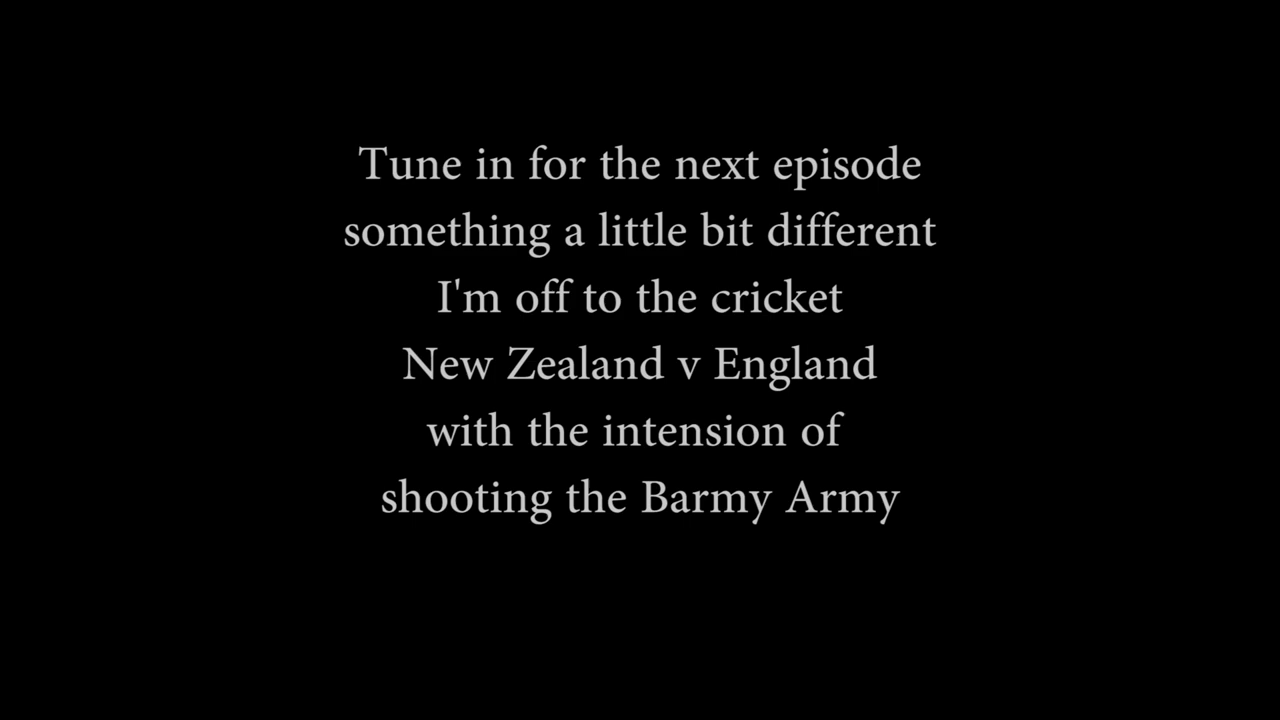 Tune in for the next episode
something a little bit different
I'm off to the cricket
New Zealand v England
with the intension of
shooting the Barmy Army